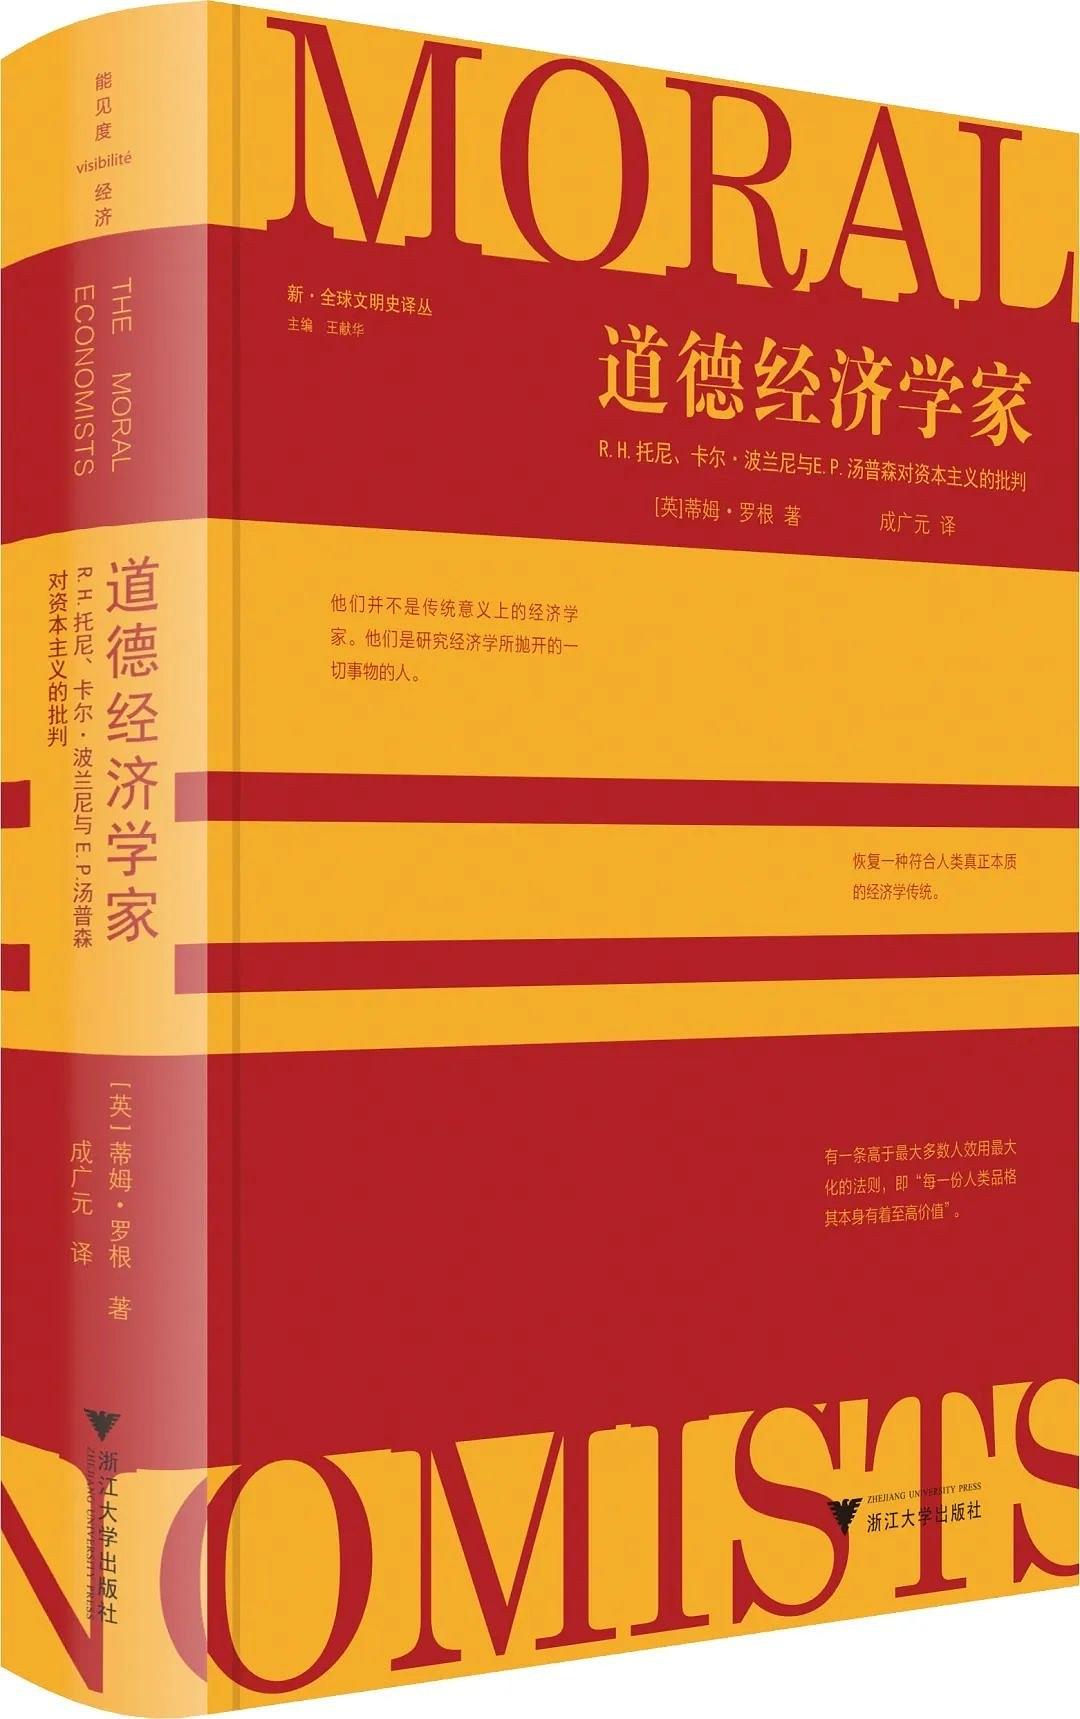 能见度
visibilité
经济
THE MORAL
ECONOMISTS
道德经济学家
R.H.托尼、卡尔·波兰尼与E.P.汤普森
对资本主义的批判
[英]蒂姆·罗根 著
成广元 译
浙江大学出版社
ZHEJIANG UNIVERSITY PRESS
MORAL
新·全球文明史译丛
主编 王献华
道德经济学家
R.H.托尼、卡尔·波兰尼与E.P.汤普森对资本主义的批判
[英]蒂姆·罗根 著 成广元 译
他们并不是传统意义上的经济学
家。他们是研究经济学所抛开的一
切事物的人。
恢复一种符合人类真正本质
的经济学传统。
有一条高于最大多数人效用最大
化的法则，即“每一份人类品格
其本身有着至高价值”。
NOMISTS
ZHEJIANG UNIVERSITY PRESS
浙江大学出版社